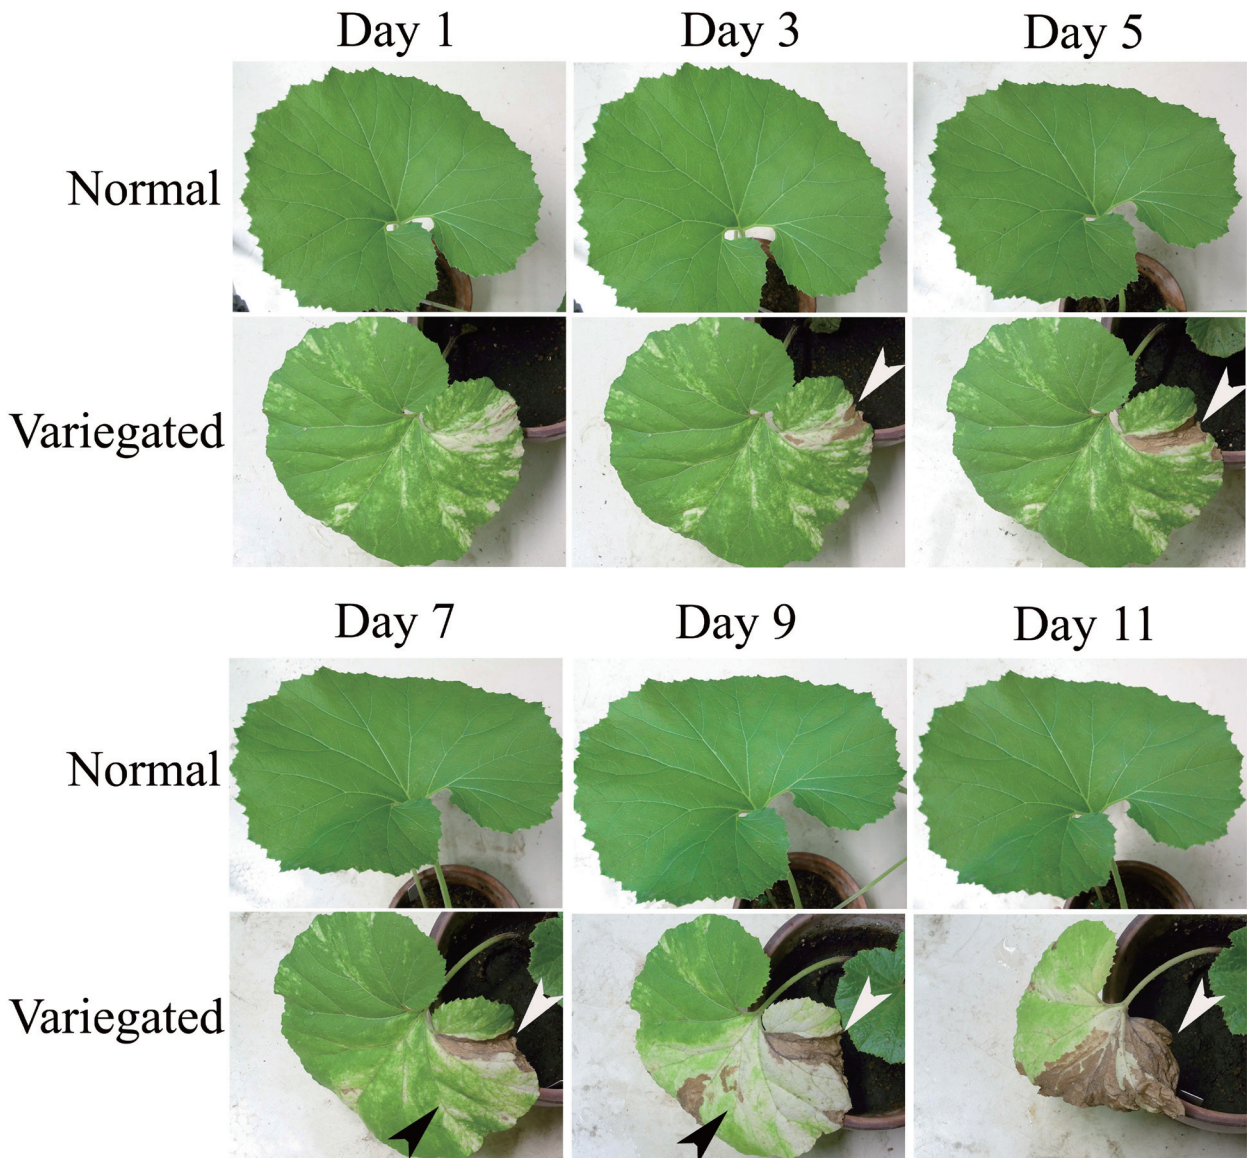 Day 1
Day 3
Day 5
Normal
Variegated
Day 7
Day 9
Day 11
Normal
Variegated